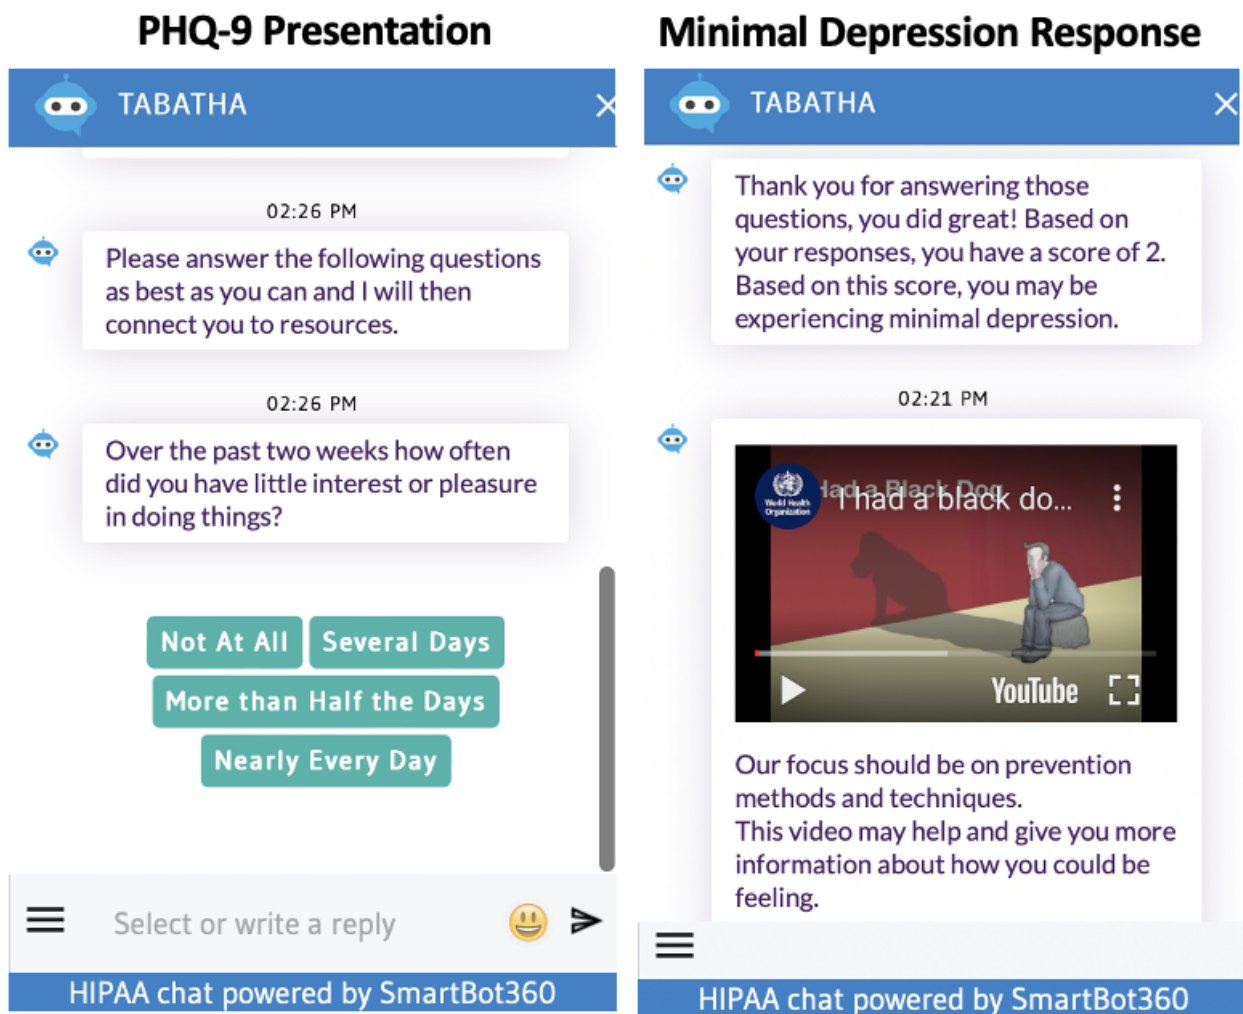 PHQ-9 Presentation
TABATHA
02:26 PM
Please answer the following questions
as best as you can and I will then
connect you to resources.
02:26 PM
Over the past two weeks how often
did you have little interest or pleasure
in doing things?
Not At All
Several Days
More than Half the Days
Nearly Every Day
Select or write a reply
HIPAA chat powered by SmartBot360
Minimal Depression Response
TABATHA
Thank you for answering those
questions, you did great! Based on
your responses, you have a score of 2.
Based on this score, you may be
experiencing minimal depression.
02:21 PM
World Health
Organization
Had a Black Dog
I had a black do...
YouTube
Our focus should be on prevention
methods and techniques.
This video may help and give you more
information about how you could be
feeling.
HIPAA chat powered by SmartBot360